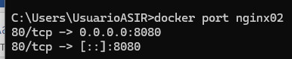 C:\Users\UsuarioASIR>docker port nginx02
80/tcp -> 0.0.0.0:8080
80/tcp -> [::]:8080